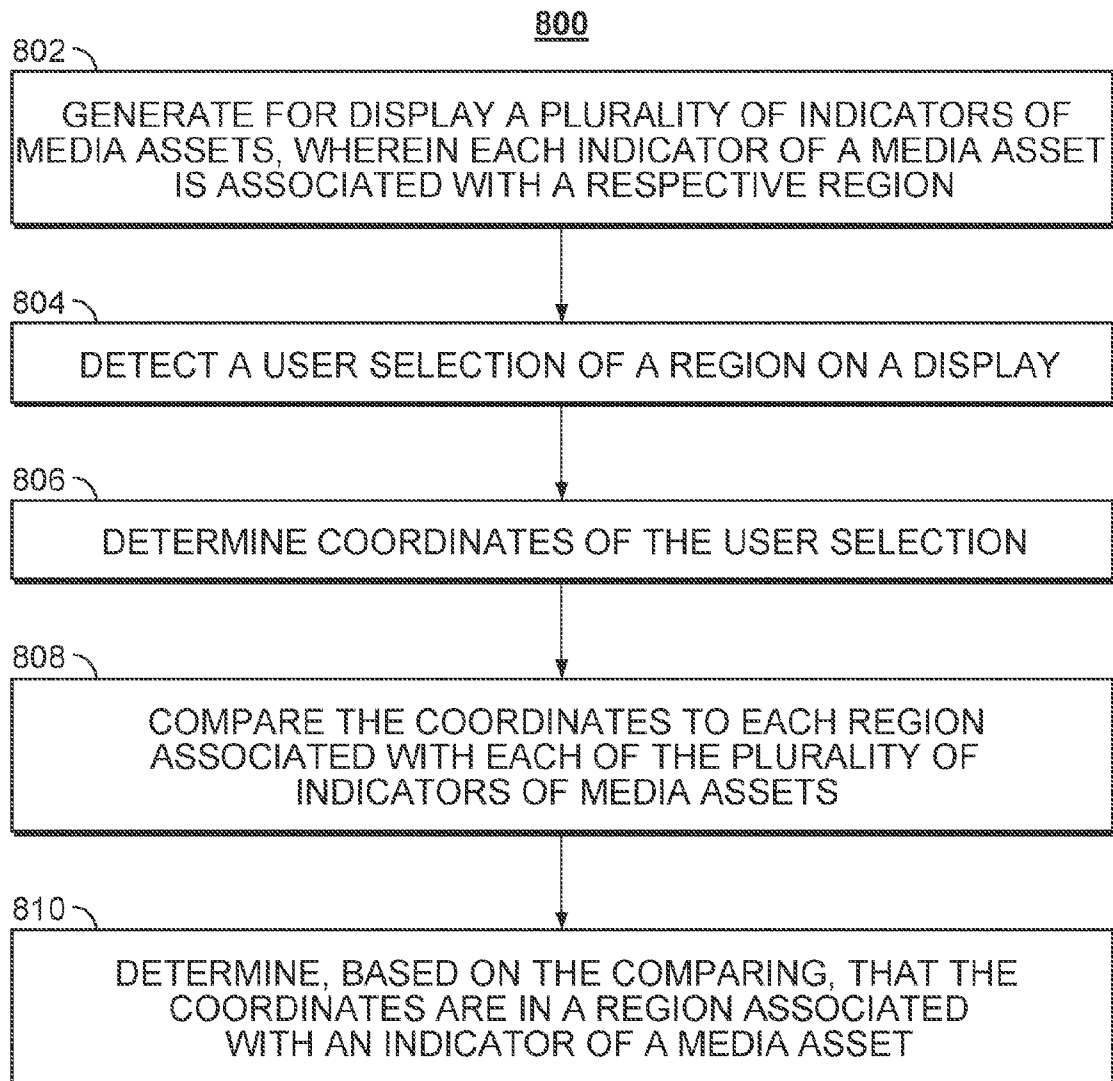 800
802
GENERATE FOR DISPLAY A PLURALITY OF INDICATORS OF
MEDIA ASSETS, WHEREIN EACH INDICATOR OF A MEDIA ASSET
IS ASSOCIATED WITH A RESPECTIVE REGION
804
DETECT A USER SELECTION OF A REGION ON A DISPLAY
806
DETERMINE COORDINATES OF THE USER SELECTION
808
COMPARE THE COORDINATES TO EACH REGION
ASSOCIATED WITH EACH OF THE PLURALITY OF
INDICATORS OF MEDIA ASSETS
810
DETERMINE, BASED ON THE COMPARING, THAT THE
COORDINATES ARE IN A REGION ASSOCIATED
WITH AN INDICATOR OF A MEDIA ASSET